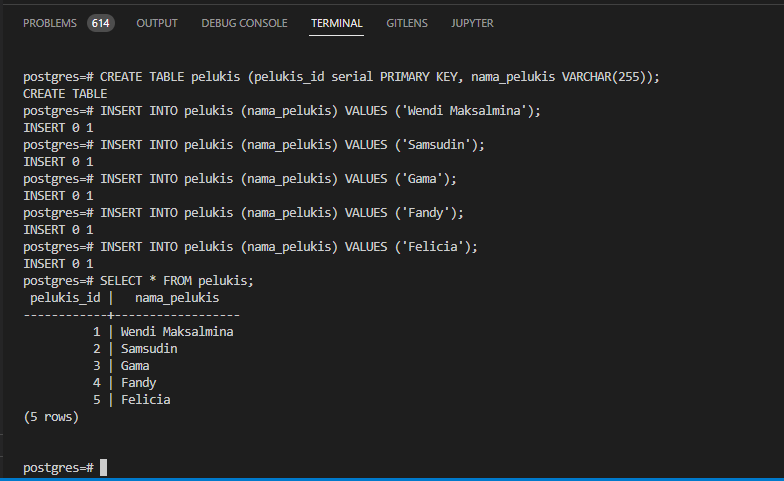 PROBLEMS 614 OUTPUT DEBUG CONSOLE TERMINAL GITLENS JUPYTER
postgres=# CREATE TABLE pelukis (pelukis_id serial PRIMARY KEY, nama_pelukis VARCHAR(255));
CREATE TABLE
postgres=# INSERT INTO pelukis (nama_pelukis) VALUES ('Wendi Maksalmina');
INSERT 0 1
postgres=# INSERT INTO pelukis (nama_pelukis) VALUES ('Samsudin');
INSERT 0 1
postgres=# INSERT INTO pelukis (nama_pelukis) VALUES ('Gama');
INSERT 0 1
postgres=# INSERT INTO pelukis (nama_pelukis) VALUES ('Fandy');
INSERT 0 1
postgres=# INSERT INTO pelukis (nama_pelukis) VALUES ('Felicia');
INSERT 0 1
postgres=# SELECT * FROM pelukis;
 pelukis_id |   nama_pelukis
------------+------------------
          1 | Wendi Maksalmina
          2 | Samsudin
          3 | Gama
          4 | Fandy
          5 | Felicia
(5 rows)
postgres=#